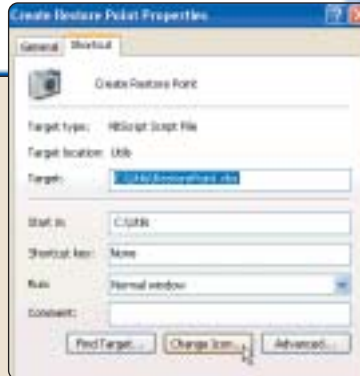 Create Restore Point Properties
General Shortcut
Create Restore Point
Target type: VBScript Script File
Target location: Utils
Target: C:\Utils\RestorePoint.vbs
Start in: C:\Utils
Shortcut key: None
Run: Normal window
Comment:
Find Target... Change Icon... Advanced...